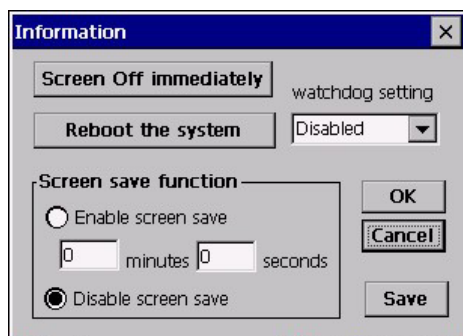 Information
Screen Off immediately
watchdog setting
Reboot the system
Disabled
Screen save function
Enable screen save
0 minutes 0 seconds
Disable screen save
OK
Cancel
Save